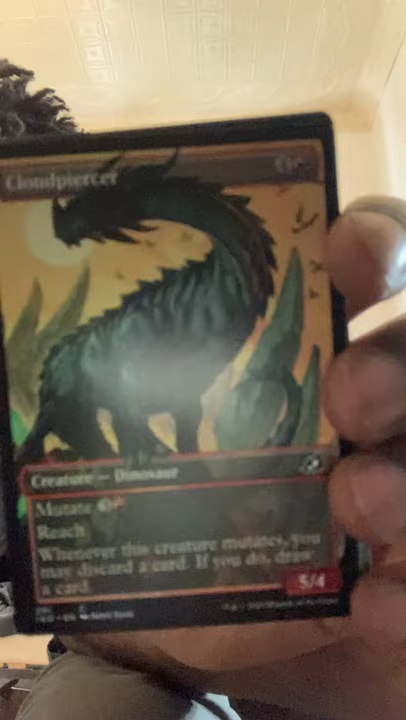 Cloudpiercer
Creature — Dinosaur
Mutate
Reach
Whenever this creature mutates, you
may discard a card. If you do, draw
a card.
5/4